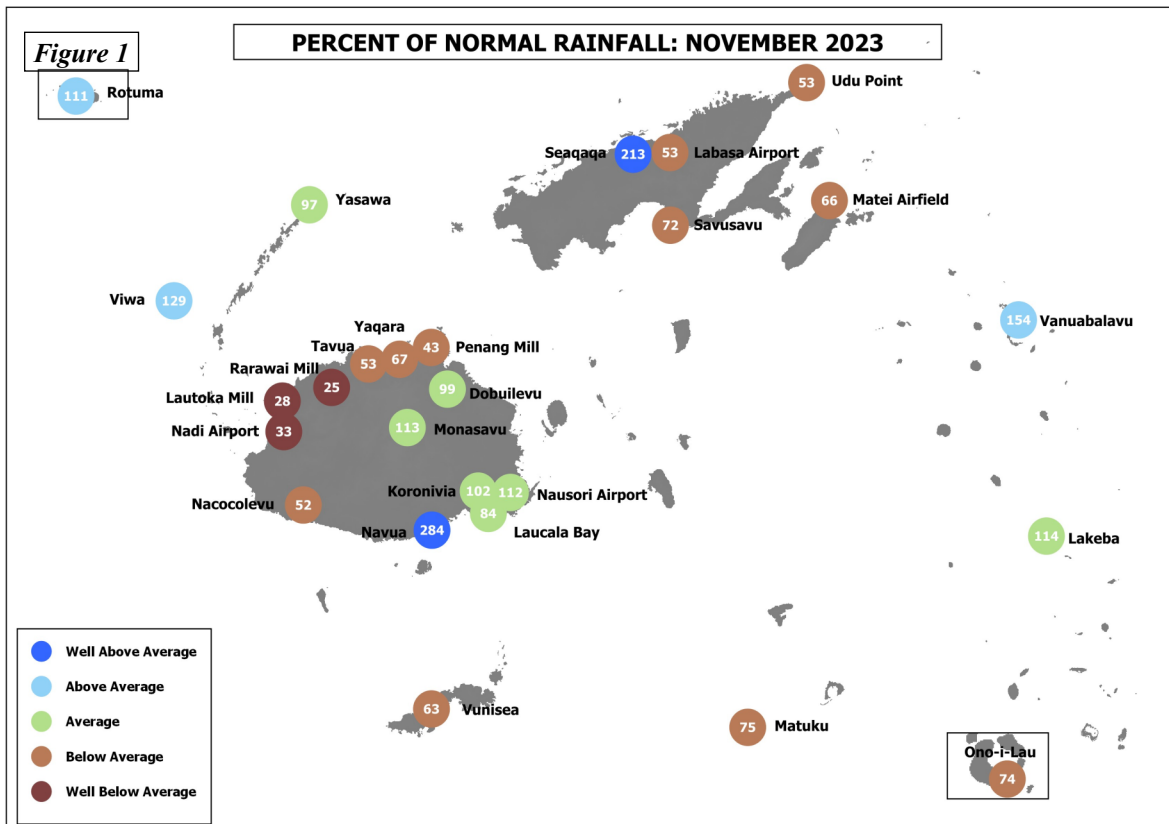 Figure 1
PERCENT OF NORMAL RAINFALL: NOVEMBER 2023
111 Rotuma
53 Udu Point
Seaqaqa 213 53 Labasa Airport
97 Yasawa
66 Matei Airfield
72 Savusavu
Viwa 129
154 Vanuabalavu
Yaqara 67
Tavua 53
43 Penang Mill
Rarawai Mill 25
Lautoka Mill 28
99 Dobuilevu
Nadi Airport 33
113 Monasavu
Koronivia 102 112 Nausori Airport
Nacocolevu 52
84 Laucala Bay
Navua 284
114 Lakeba
Well Above Average
Above Average
Average
Below Average
Well Below Average
63 Vunisea
75 Matuku
Ono-i-Lau
74